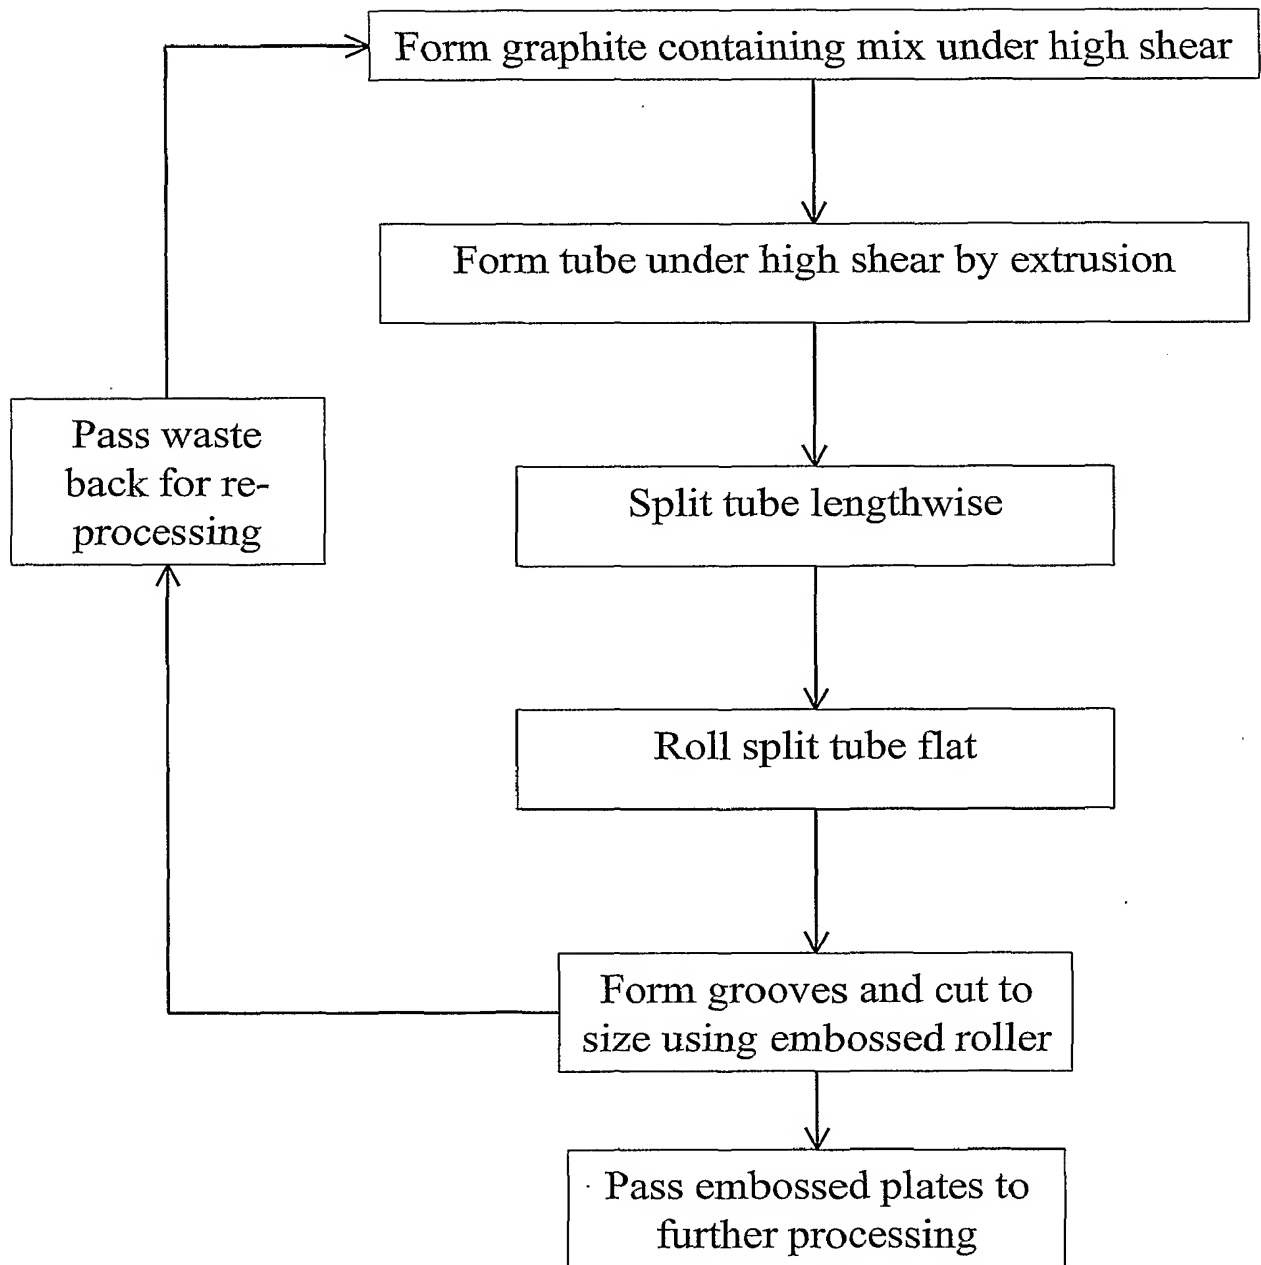 Form graphite containing mix under high shear
Form tube under high shear by extrusion
Pass waste
back for re-
processing
Split tube lengthwise
Roll split tube flat
Form grooves and cut to
size using embossed roller
Pass embossed plates to
further processing